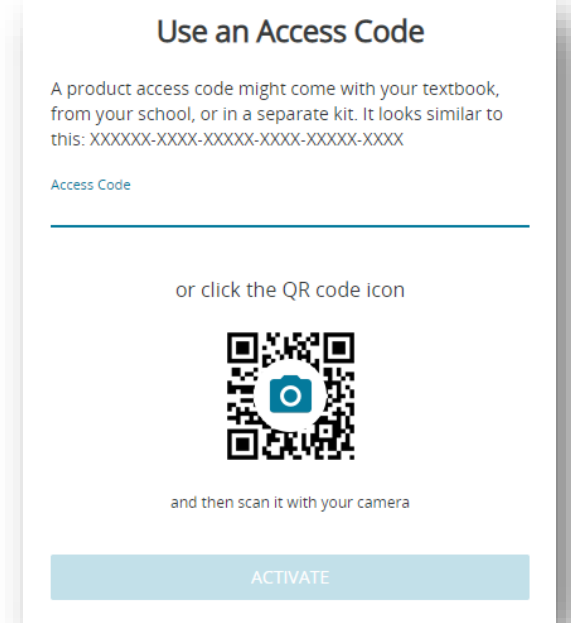 Use an Access Code
A product access code might come with your textbook,
from your school, or in a separate kit. It looks similar to
this: XXXXXX-XXXX-XXXXX-XXXX-XXXXX-XXXX
Access Code
or click the QR code icon
and then scan it with your camera
ACTIVATE